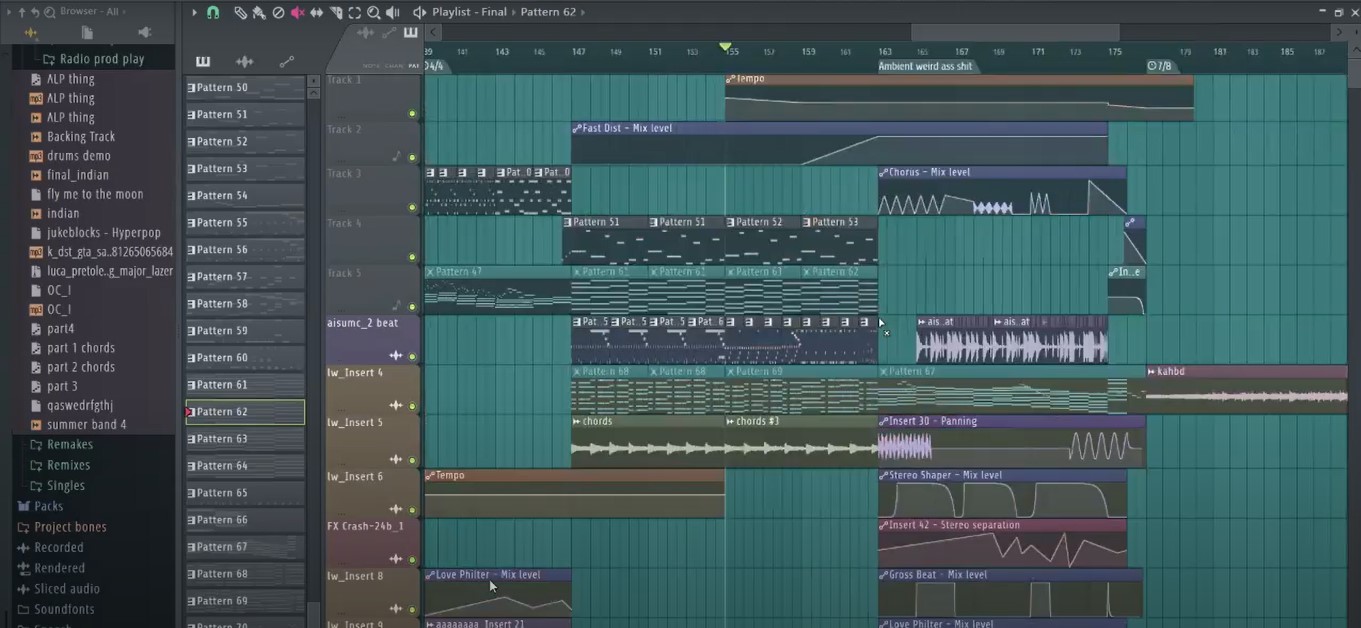 Browser - All
Playlist - Final › Pattern 62
139 141 143 145 147 149 151 153 155 157 159 161 163 165 167 169 171 173 179 181 183 185 187
4/4
Ambient weird ass shit
7/8
NOTE CHAN PAT
Radio prod play
ALP thing
ALP thing
ALP thing
Backing Track
drums demo
final_indian
fly me to the moon
indian
jukeblocks - Hyperpop
k_dst_gta_sa..81265065684
luca_pretole..g_major_lazer
OC_!
OC_!
part4
part 1 chords
part 2 chords
part 3
qaswedrfgthj
summer band 4
Remakes
Remixes
Singles
Packs
Project bones
Recorded
Rendered
Sliced audio
Soundfonts
Pattern 50
Pattern 51
Pattern 52
Pattern 53
Pattern 54
Pattern 55
Pattern 56
Pattern 57
Pattern 58
Pattern 59
Pattern 60
Pattern 61
Pattern 62
Pattern 63
Pattern 64
Pattern 65
Pattern 66
Pattern 67
Pattern 68
Pattern 69
Pattern 70
Track 1
Tempo
Track 2
Fast Dist - Mix level
Track 3
Pat..0 Pat..0
Chorus - Mix level
Track 4
Pattern 51 Pattern 51 Pattern 52 Pattern 53
Track 5
Pattern 47 Pattern 61 Pattern 61 Pattern 61 Pattern 62
In..e
aisumc_2 beat
Pat..5 Pat..5 Pat..5 Pat..6
ais..at ais..at
lw_Insert 4
Pattern 68 Pattern 68 Pattern 69 Pattern 67
kahbd
lw_Insert 5
chords chords #3
Insert 30 - Panning
lw_Insert 6
Tempo
Stereo Shaper - Mix level
FX Crash-24b_1
Insert 42 - Stereo separation
lw_Insert 8
Love Philter - Mix level
Gross Beat - Mix level
lw_Insert 9
aaaaaaaa_Insert 21
Love Philter - Mix level